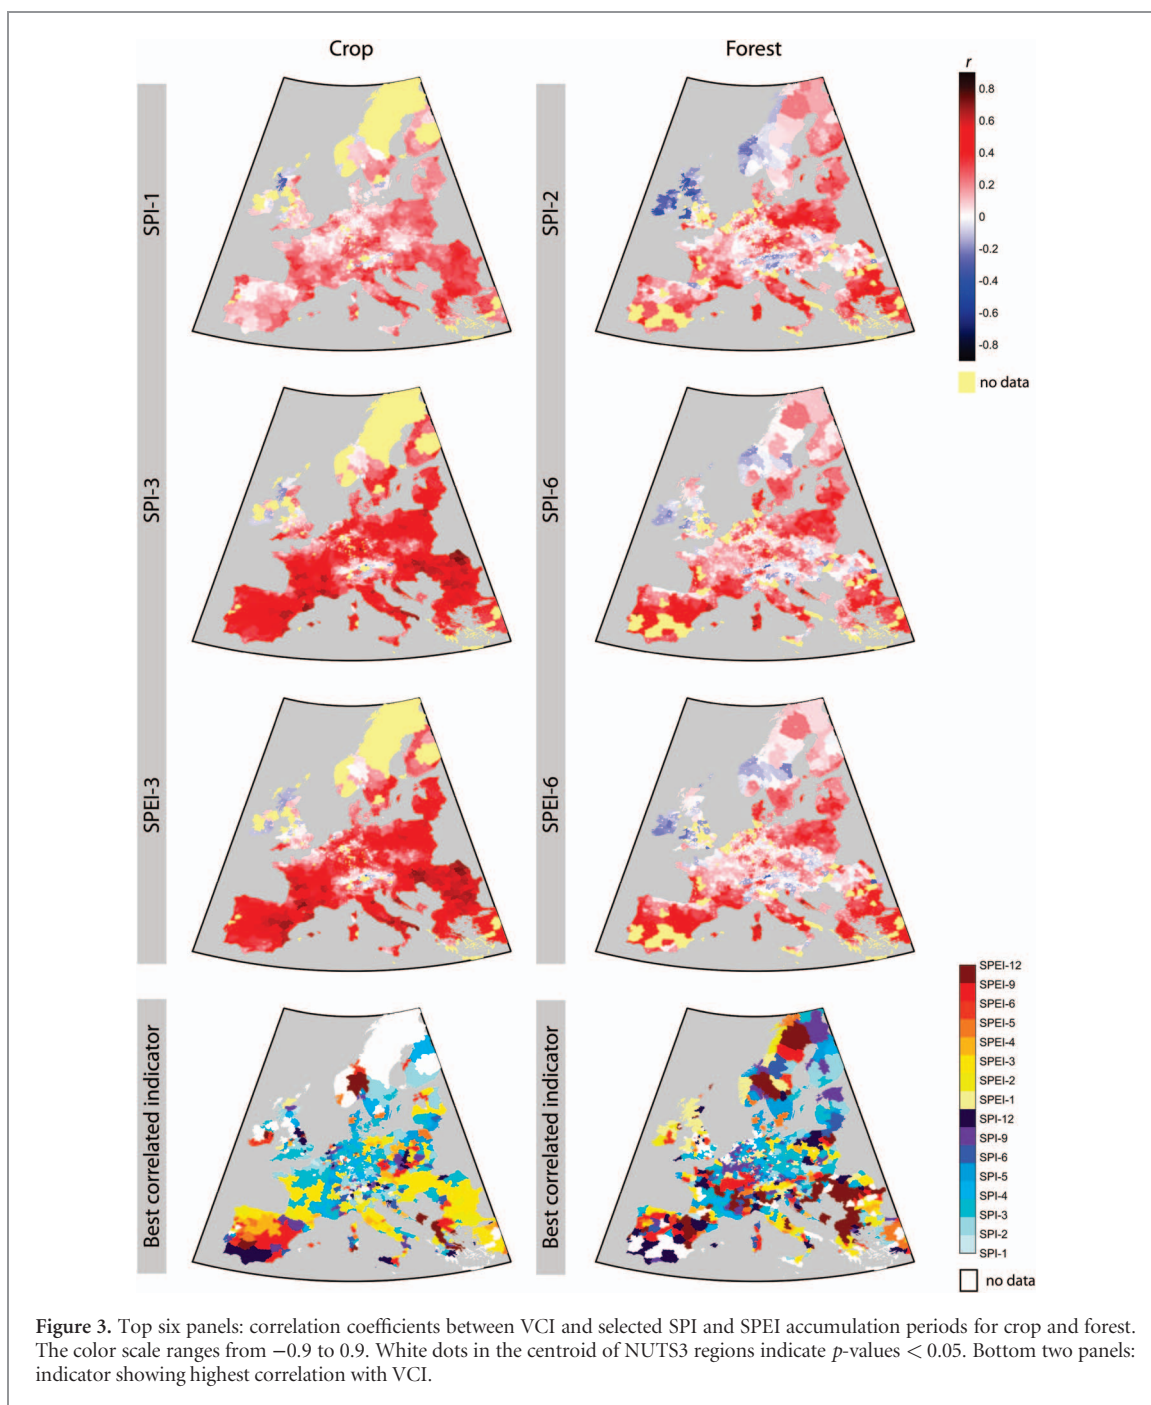 Crop
Forest
SPI-1
SPI-2
r
0.8
0.6
0.4
0.2
0
-0.2
-0.4
-0.6
-0.8
no data
SPI-3
SPI-6
SPEI-3
SPEI-6
Best correlated indicator
Best correlated indicator
SPEI-12
SPEI-9
SPEI-6
SPEI-5
SPEI-4
SPEI-3
SPEI-2
SPEI-1
SPI-12
SPI-9
SPI-6
SPI-5
SPI-4
SPI-3
SPI-2
SPI-1
no data
Figure 3. Top six panels: correlation coefficients between VCI and selected SPI and SPEI accumulation periods for crop and forest.
The color scale ranges from −0.9 to 0.9. White dots in the centroid of NUTS3 regions indicate p-values < 0.05. Bottom two panels:
indicator showing highest correlation with VCI.